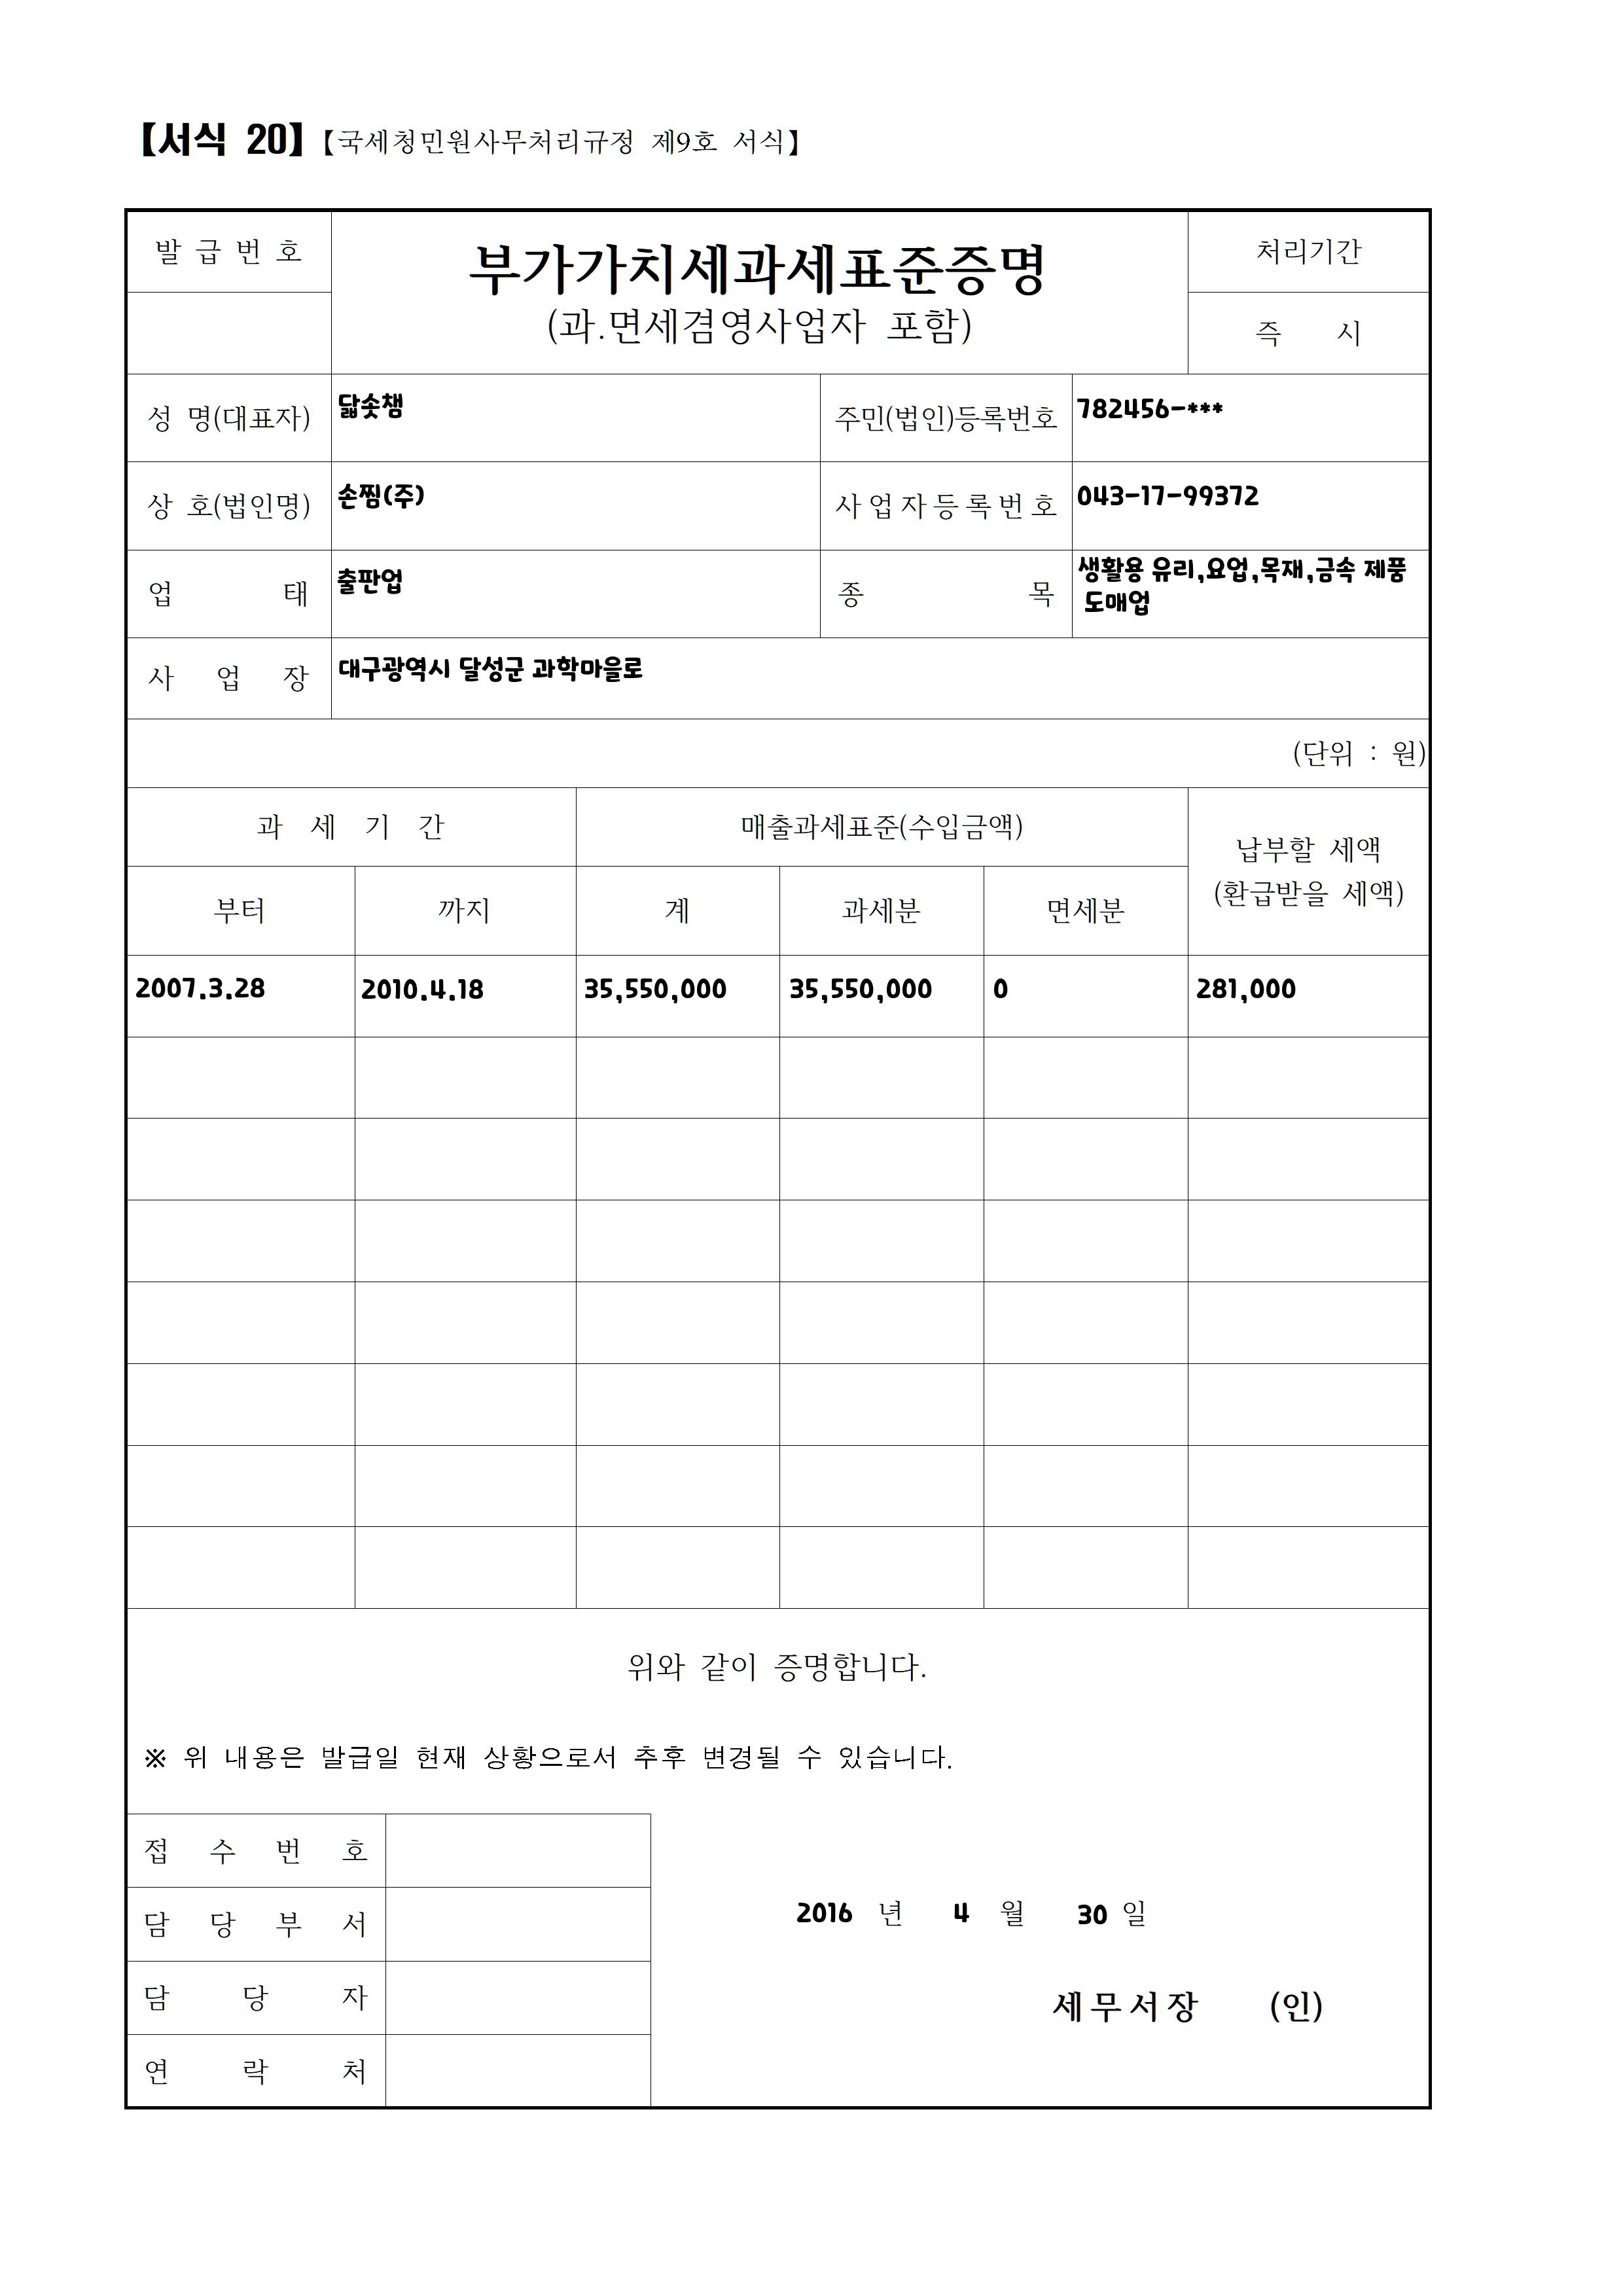 【서식 20】【국세청민원사무처리규정 제9호 서식】
발 급 번 호
부가가치세과세표준증명
(과.면세겸영사업자 포함)
처리기간
즉 시
성 명(대표자) 닳솟챔 주민(법인)등록번호 782456-***
상 호(법인명) 손찜(주) 사업자등록번호 043-17-99372
업 태 출판업 종 목 생활용 유리,요업,목재,금속 제품
도매업
사 업 장 대구광역시 달성군 과학마을로
(단위 : 원)
과 세 기 간 매출과세표준(수입금액) 납부할 세액
(환급받을 세액)
부터 까지 계 과세분 면세분
2007.3.28 2010.4.18 35,550,000 35,550,000 0 281,000
위와 같이 증명합니다.
※ 위 내용은 발급일 현재 상황으로서 추후 변경될 수 있습니다.
접 수 번 호
담 당 부 서
담 당 자
연 락 처
2016 년 4 월 30 일
세무서장 (인)